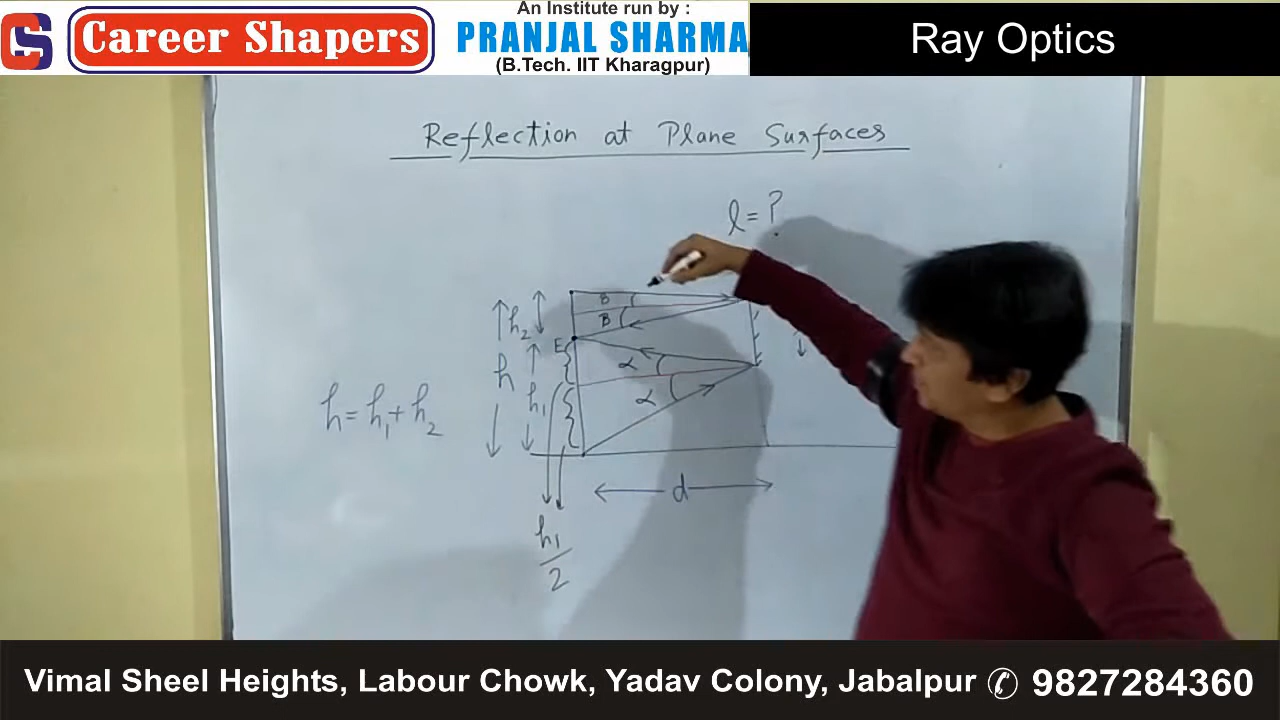 CS Career Shapers
An Institute run by :
PRANJAL SHARMA
(B.Tech. IIT Kharagpur)
Ray Optics
Reflection at Plane Surfaces
l = ?
B
B
h₂
E
α
h
h₁
α
h = h₁ + h₂
d
h₁/2
Vimal Sheel Heights, Labour Chowk, Yadav Colony, Jabalpur ✆ 9827284360